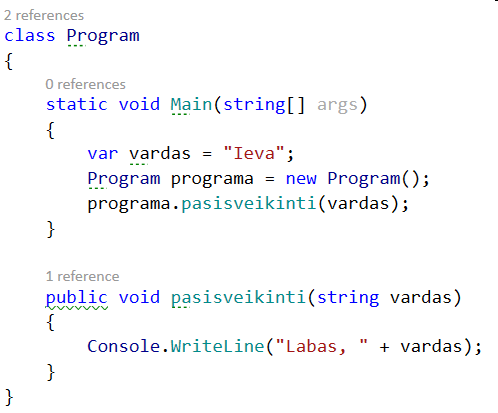 2 references
class Program
{
0 references
static void Main(string[] args)
{
var vardas = "Ieva";
Program programa = new Program();
programa.pasisveikinti(vardas);
}
1 reference
public void pasisveikinti(string vardas)
{
Console.WriteLine("Labas, " + vardas);
}
}